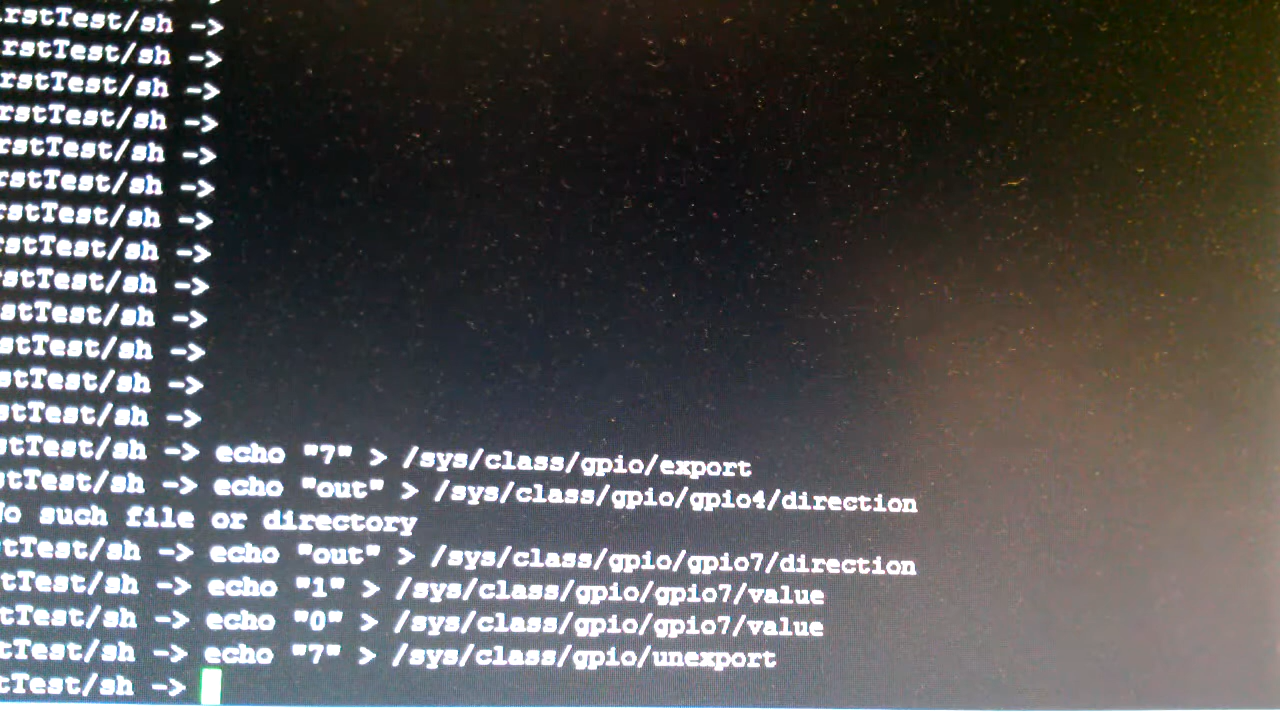 rstTest/sh ->
rstTest/sh ->
rstTest/sh ->
rstTest/sh ->
rstTest/sh ->
rstTest/sh ->
stTest/sh ->
stTest/sh ->
stTest/sh ->
stTest/sh ->
stTest/sh ->
stTest/sh ->
stTest/sh ->
stTest/sh -> echo "7" > /sys/class/gpio/export
stTest/sh -> echo "out" > /sys/class/gpio/gpio4/direction
No such file or directory
tTest/sh -> echo "out" > /sys/class/gpio/gpio7/direction
tTest/sh -> echo "1" > /sys/class/gpio/gpio7/value
tTest/sh -> echo "0" > /sys/class/gpio/gpio7/value
tTest/sh -> echo "7" > /sys/class/gpio/unexport
tTest/sh ->